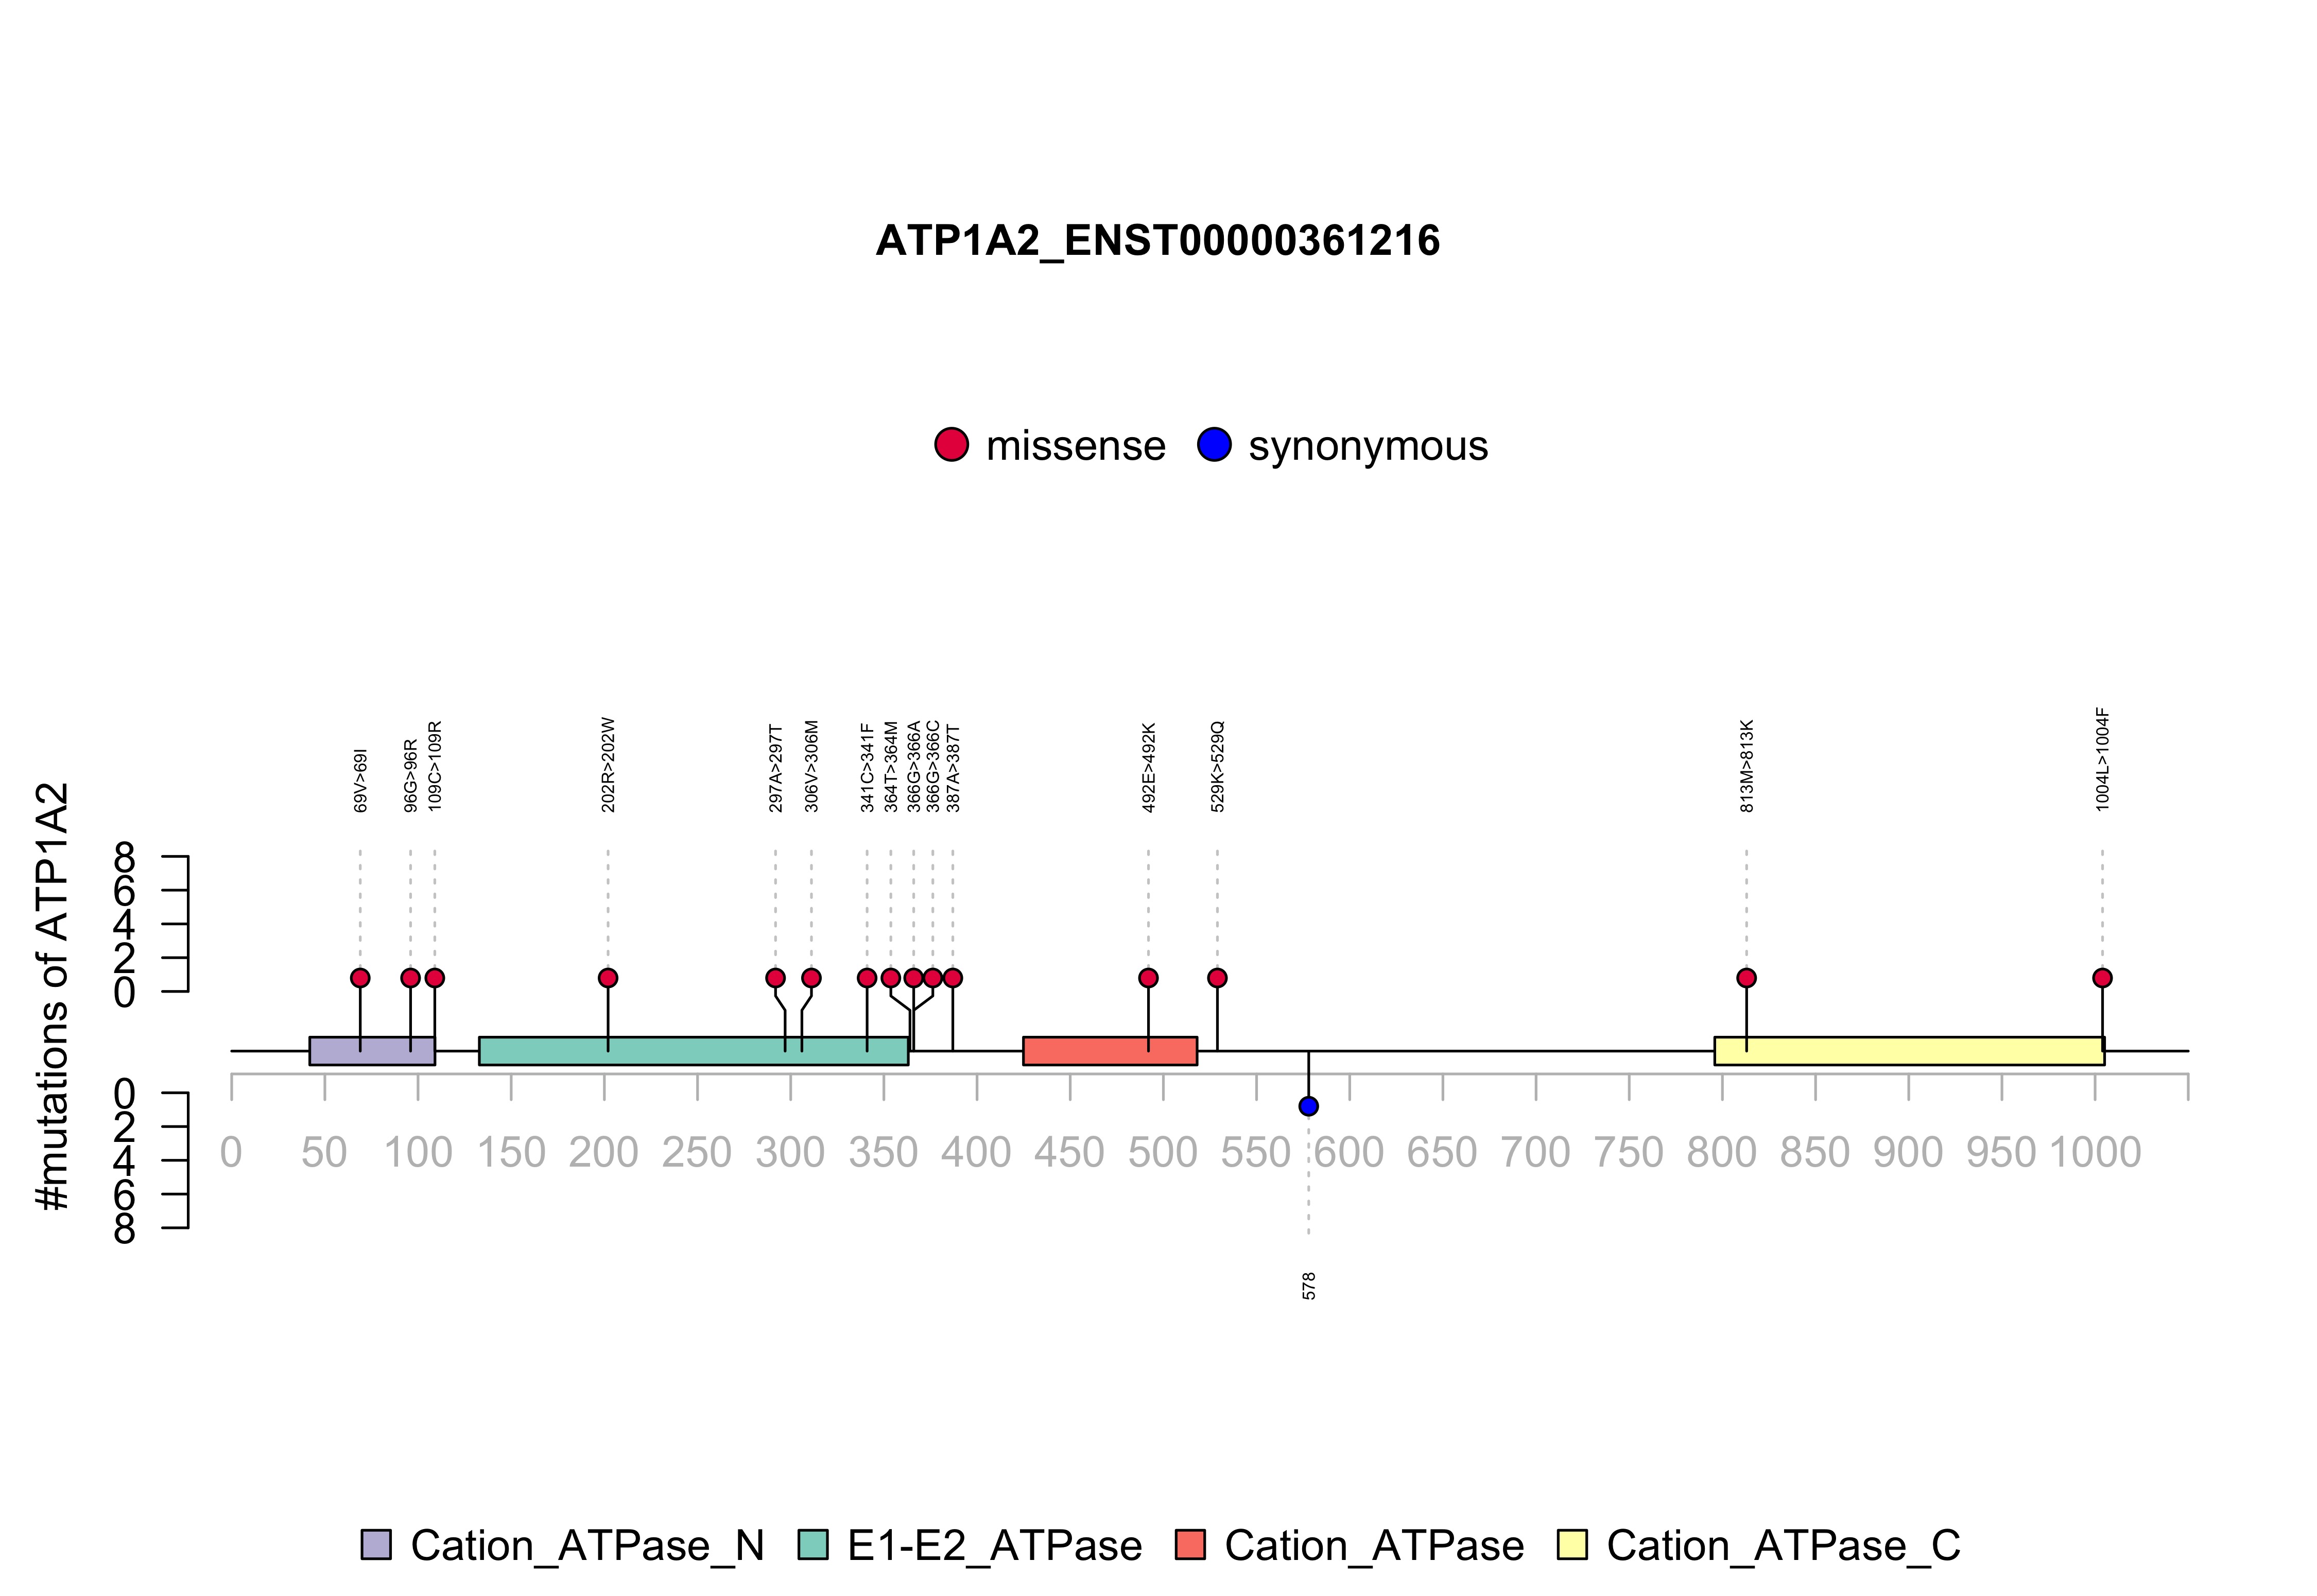 ATP1A2_ENST00000361216
missense synonymous
69V>69I 96G>96R 109C>109R 202R>202W 297A>297T 306V>306M 341C>341F 364T>364M 366G>366A 366G>366C 387A>387T 492E>492K 529K>529Q 813M>813K 1004L>1004F
#mutations of ATP1A2
8
6
4
2
0
0
2
4
6
8
0 50 100 150 200 250 300 350 400 450 500 550 600 650 700 750 800 850 900 950 1000
578
Cation_ATPase_N E1-E2_ATPase Cation_ATPase Cation_ATPase_C